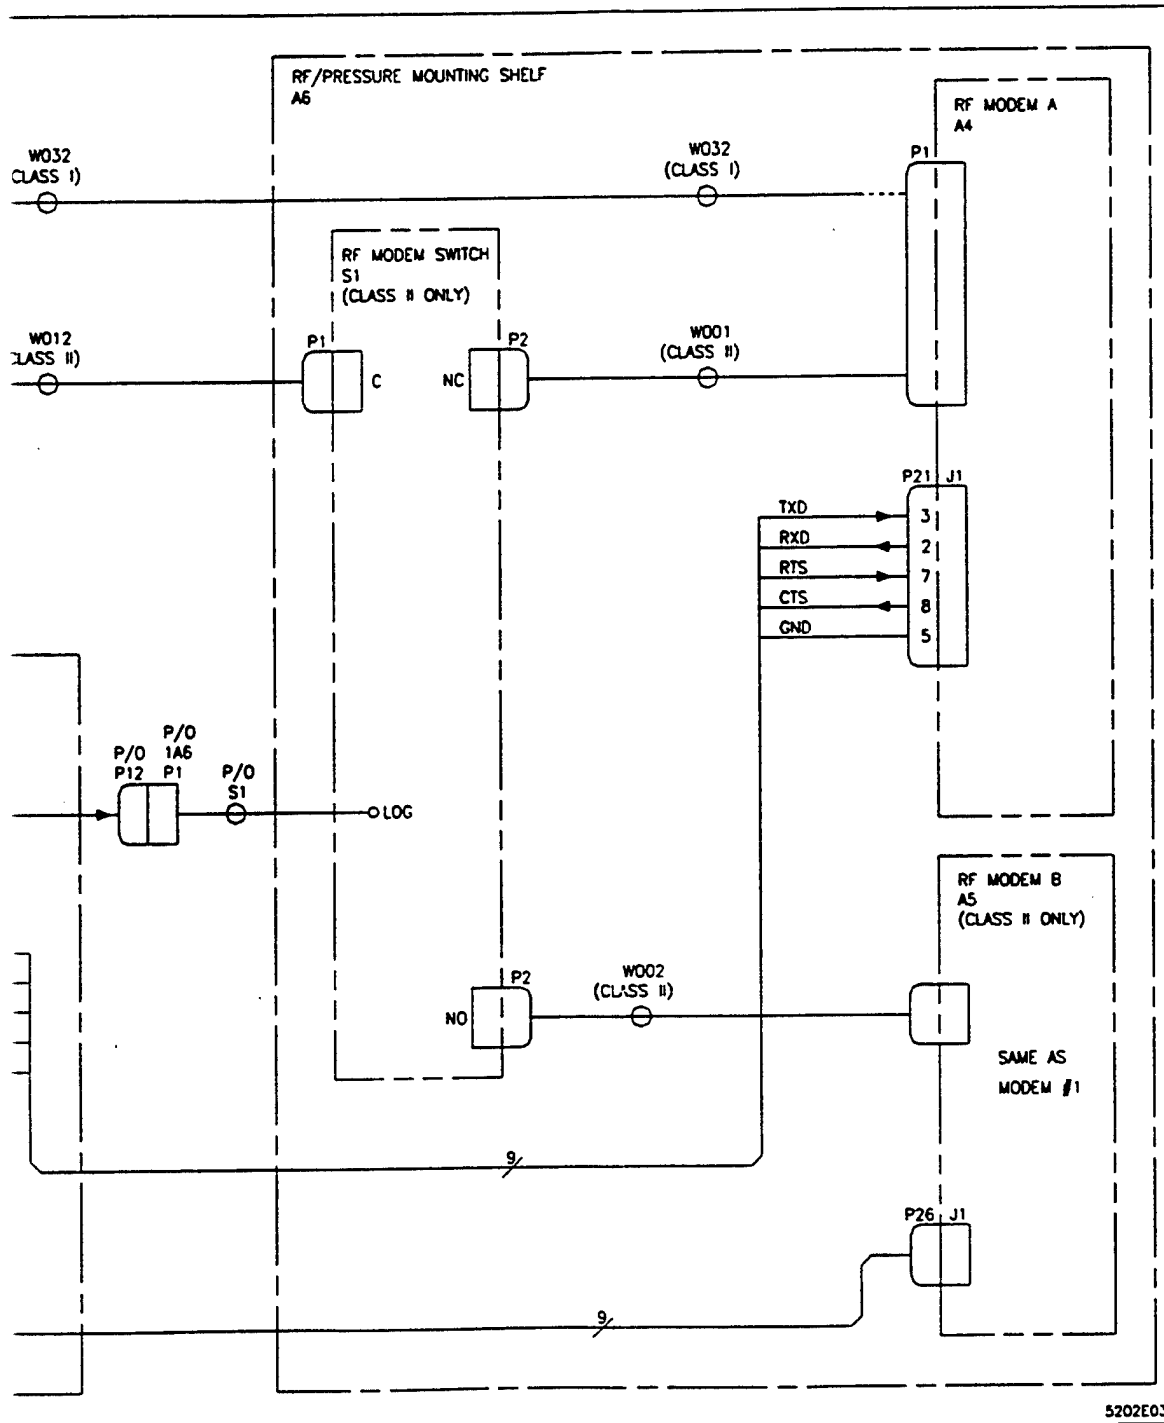 RF/PRESSURE MOUNTING SHELF
A6
RF MODEM A
A4
P1
W032
(CLASS I)
W032
(CLASS I)
RF MODEM SWITCH
S1
(CLASS II ONLY)
W012
CLASS II)
P1
C
NC
P2
W001
(CLASS II)
P21 J1
TXD
3
RXD
2
RTS
7
CTS
8
GND
5
P/O
P12
P/O
1A6
P1
P/O
S1
LOG
RF MODEM B
A5
(CLASS II ONLY)
NO
P2
W002
(CLASS II)
SAME AS
MODEM #1
9
P26 J1
9
5202E03